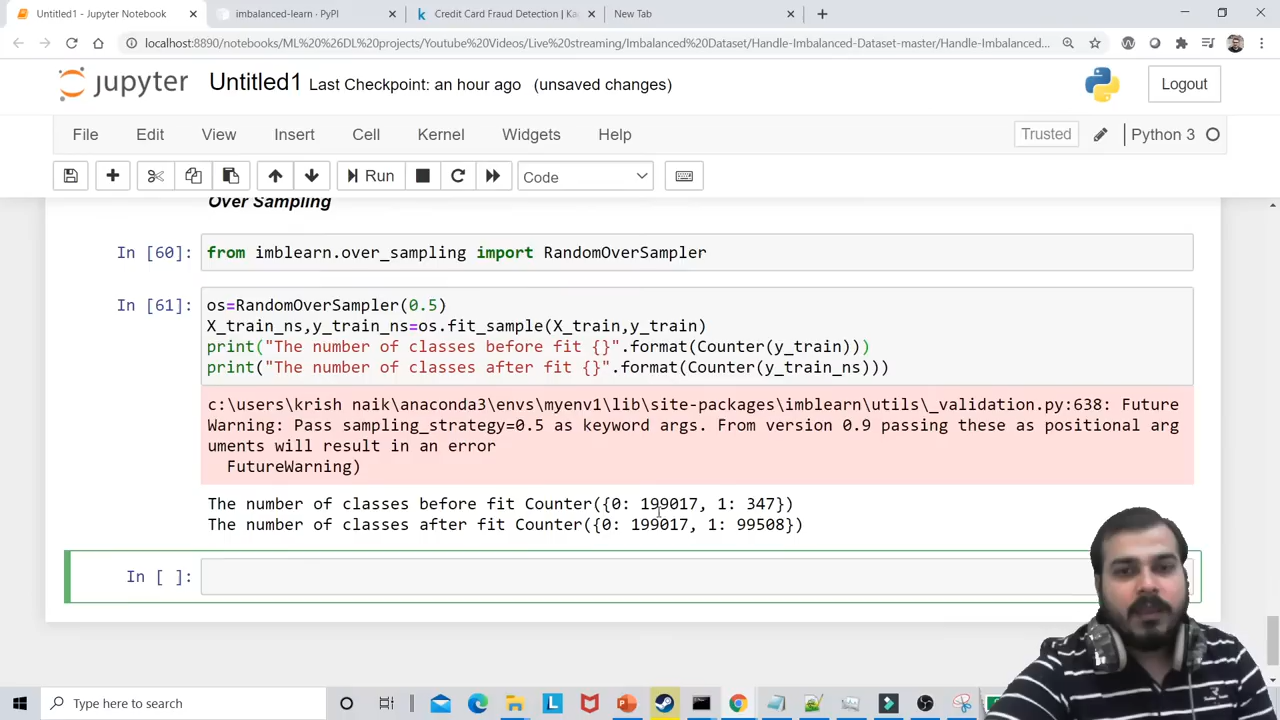 Untitled1 - Jupyter Notebook
imbalanced-learn · PyPI
Credit Card Fraud Detection | Ka
New Tab
localhost:8890/notebooks/ML%20%26%20DL%20projects/Youtube%20Videos/Live%20streaming/Imbalanced%20Dataset/Handle-Imbalanced-Dataset-master/Handle-Imbalanced...
jupyter Untitled1 Last Checkpoint: an hour ago (unsaved changes)
Logout
File Edit View Insert Cell Kernel Widgets Help
Trusted
Python 3
Run
Code
Over Sampling
In [60]: from imblearn.over_sampling import RandomOverSampler
In [61]: os=RandomOverSampler(0.5)
X_train_ns,y_train_ns=os.fit_sample(X_train,y_train)
print("The number of classes before fit {}".format(Counter(y_train)))
print("The number of classes after fit {}".format(Counter(y_train_ns)))
c:\users\krish naik\anaconda3\envs\myenv1\lib\site-packages\imblearn\utils\_validation.py:638: Future
Warning: Pass sampling_strategy=0.5 as keyword args. From version 0.9 passing these as positional arg
uments will result in an error
FutureWarning)
The number of classes before fit Counter({0: 199017, 1: 347})
The number of classes after fit Counter({0: 199017, 1: 99508})
In [ ]:
Type here to search